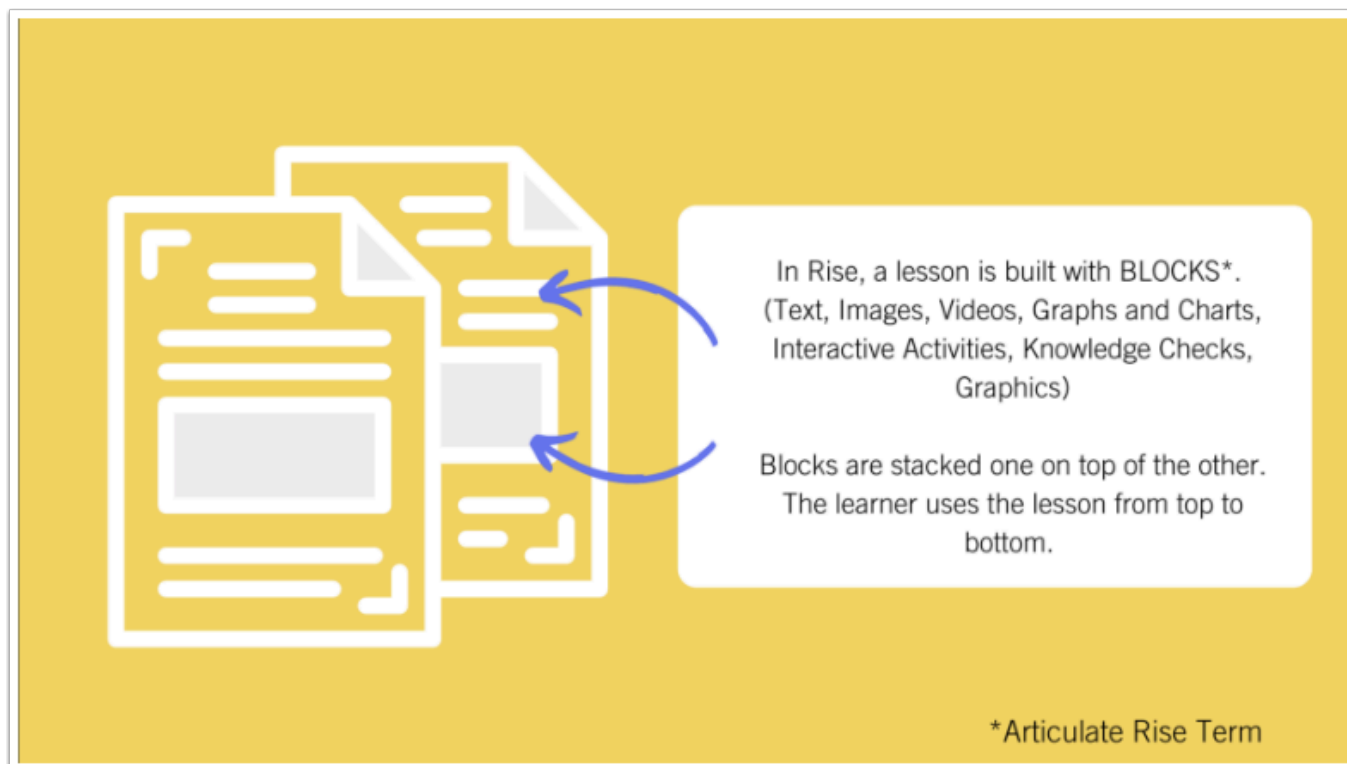 In Rise, a lesson is built with BLOCKS*.
(Text, Images, Videos, Graphs and Charts,
Interactive Activities, Knowledge Checks,
Graphics)
Blocks are stacked one on top of the other.
The learner uses the lesson from top to
bottom.
*Articulate Rise Term